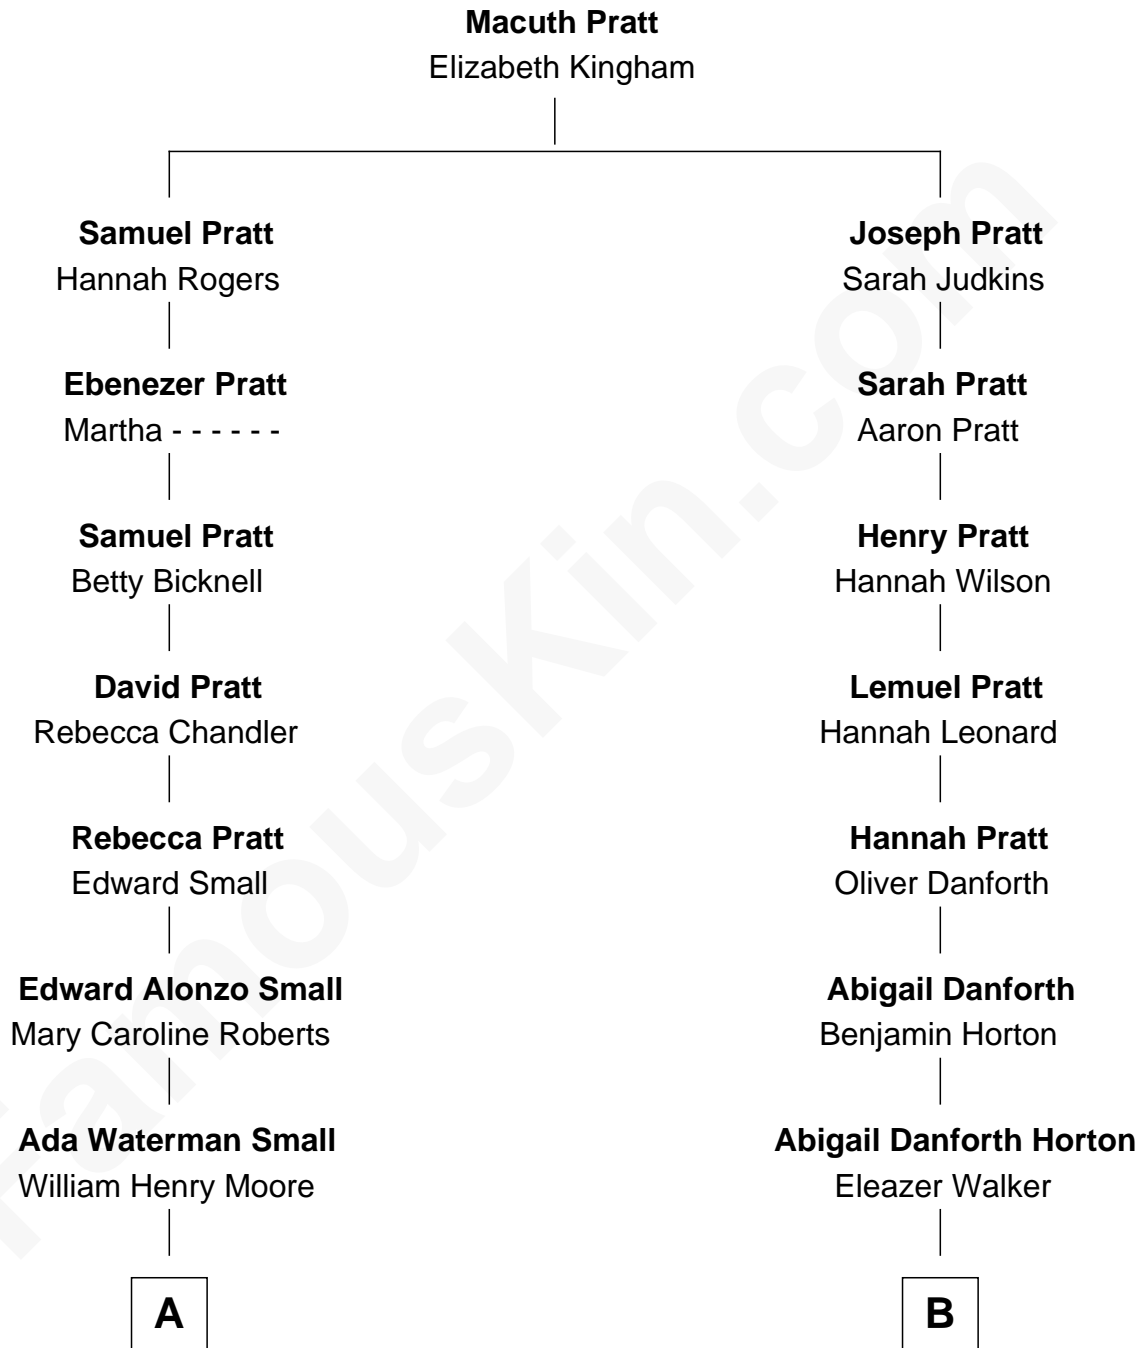 Macuth Pratt
Elizabeth Kingham
Samuel Pratt
Hannah Rogers
Joseph Pratt
Sarah Judkins
Ebenezer Pratt
Martha - - - - - -
Sarah Pratt
Aaron Pratt
Samuel Pratt
Betty Bicknell
Henry Pratt
Hannah Wilson
David Pratt
Rebecca Chandler
Lemuel Pratt
Hannah Leonard
Rebecca Pratt
Edward Small
Hannah Pratt
Oliver Danforth
Edward Alonzo Small
Mary Caroline Roberts
Abigail Danforth
Benjamin Horton
Ada Waterman Small
William Henry Moore
Abigail Danforth Horton
Eleazer Walker
A
B
FamousKin.com